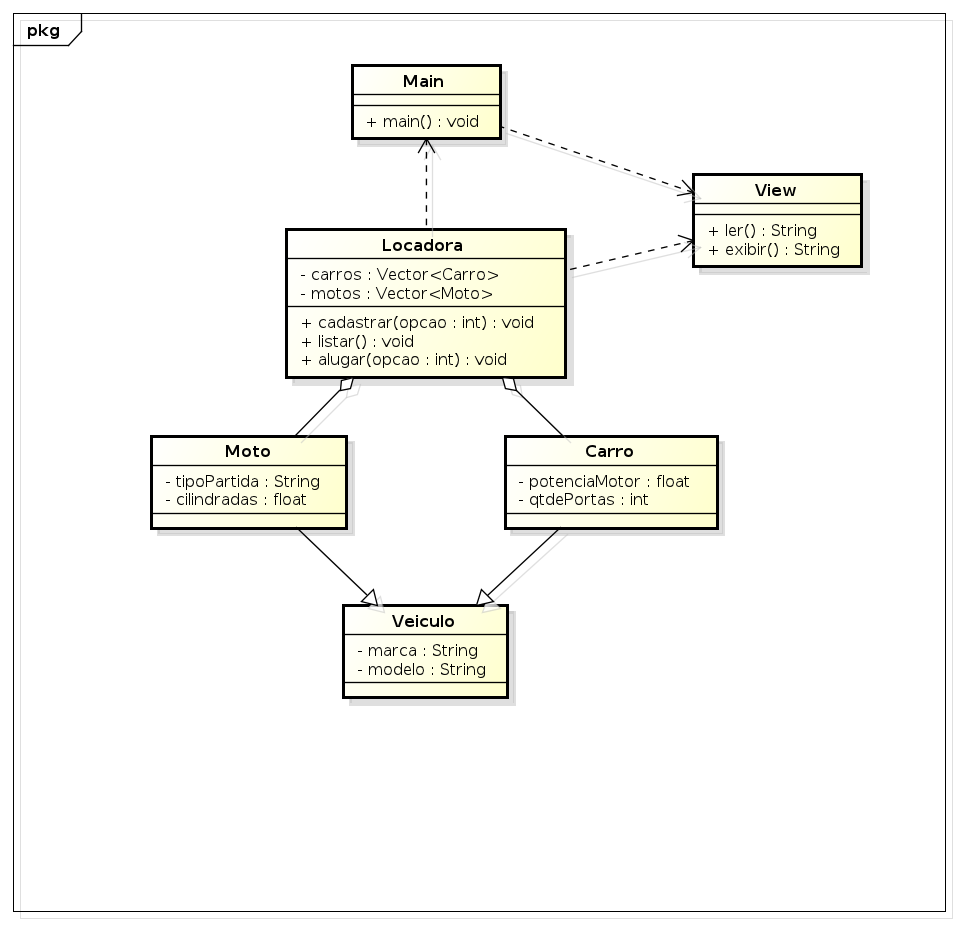 pkg
Main
+ main() : void
View
+ ler() : String
+ exibir() : String
Locadora
- carros : Vector<Carro>
- motos : Vector<Moto>
+ cadastrar(opcao : int) : void
+ listar() : void
+ alugar(opcao : int) : void
Moto
- tipoPartida : String
- cilindradas : float
Carro
- potenciaMotor : float
- qtdePortas : int
Veiculo
- marca : String
- modelo : String